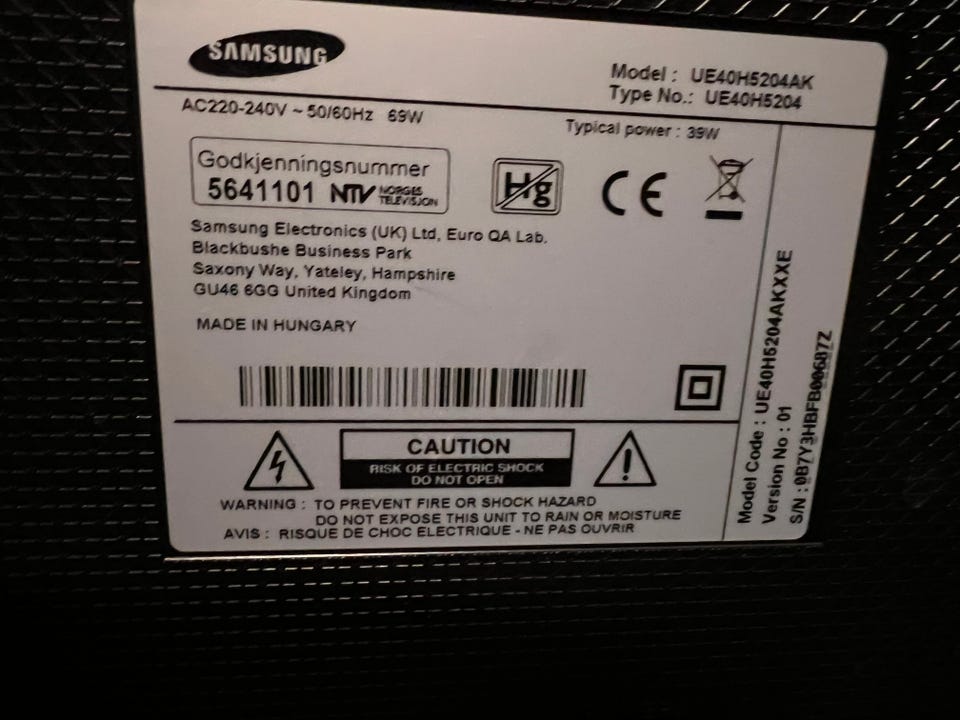 SAMSUNG
Model : UE40H5204AK
Type No.: UE40H5204
AC220-240V ~ 50/60Hz 69W
Typical power : 39W
Godkjenningsnummer
5641101 NTV NORGES
TELEVISJON
Hg
CE
Samsung Electronics (UK) Ltd, Euro QA Lab.
Blackbushe Business Park
Saxony Way, Yateley, Hampshire
GU46 6GG United Kingdom
MADE IN HUNGARY
CAUTION
RISK OF ELECTRIC SHOCK
DO NOT OPEN
WARNING : TO PREVENT FIRE OR SHOCK HAZARD
DO NOT EXPOSE THIS UNIT TO RAIN OR MOISTURE
AVIS : RISQUE DE CHOC ELECTRIQUE - NE PAS OUVRIR
Model Code : UE40H5204AKXXE
Version No : 01
S/N : 0B7Y3HBFB00687Z